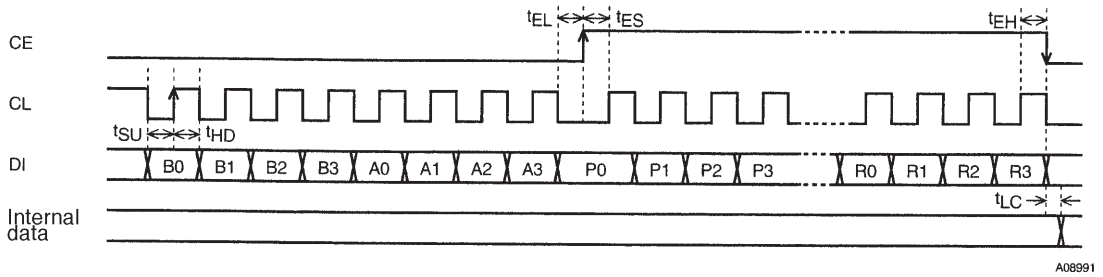 tEL tES tEH
CE
CL
tSU tHD
DI B0 B1 B2 B3 A0 A1 A2 A3 P0 P1 P2 P3 R0 R1 R2 R3
tLC
Internal
data
A08991